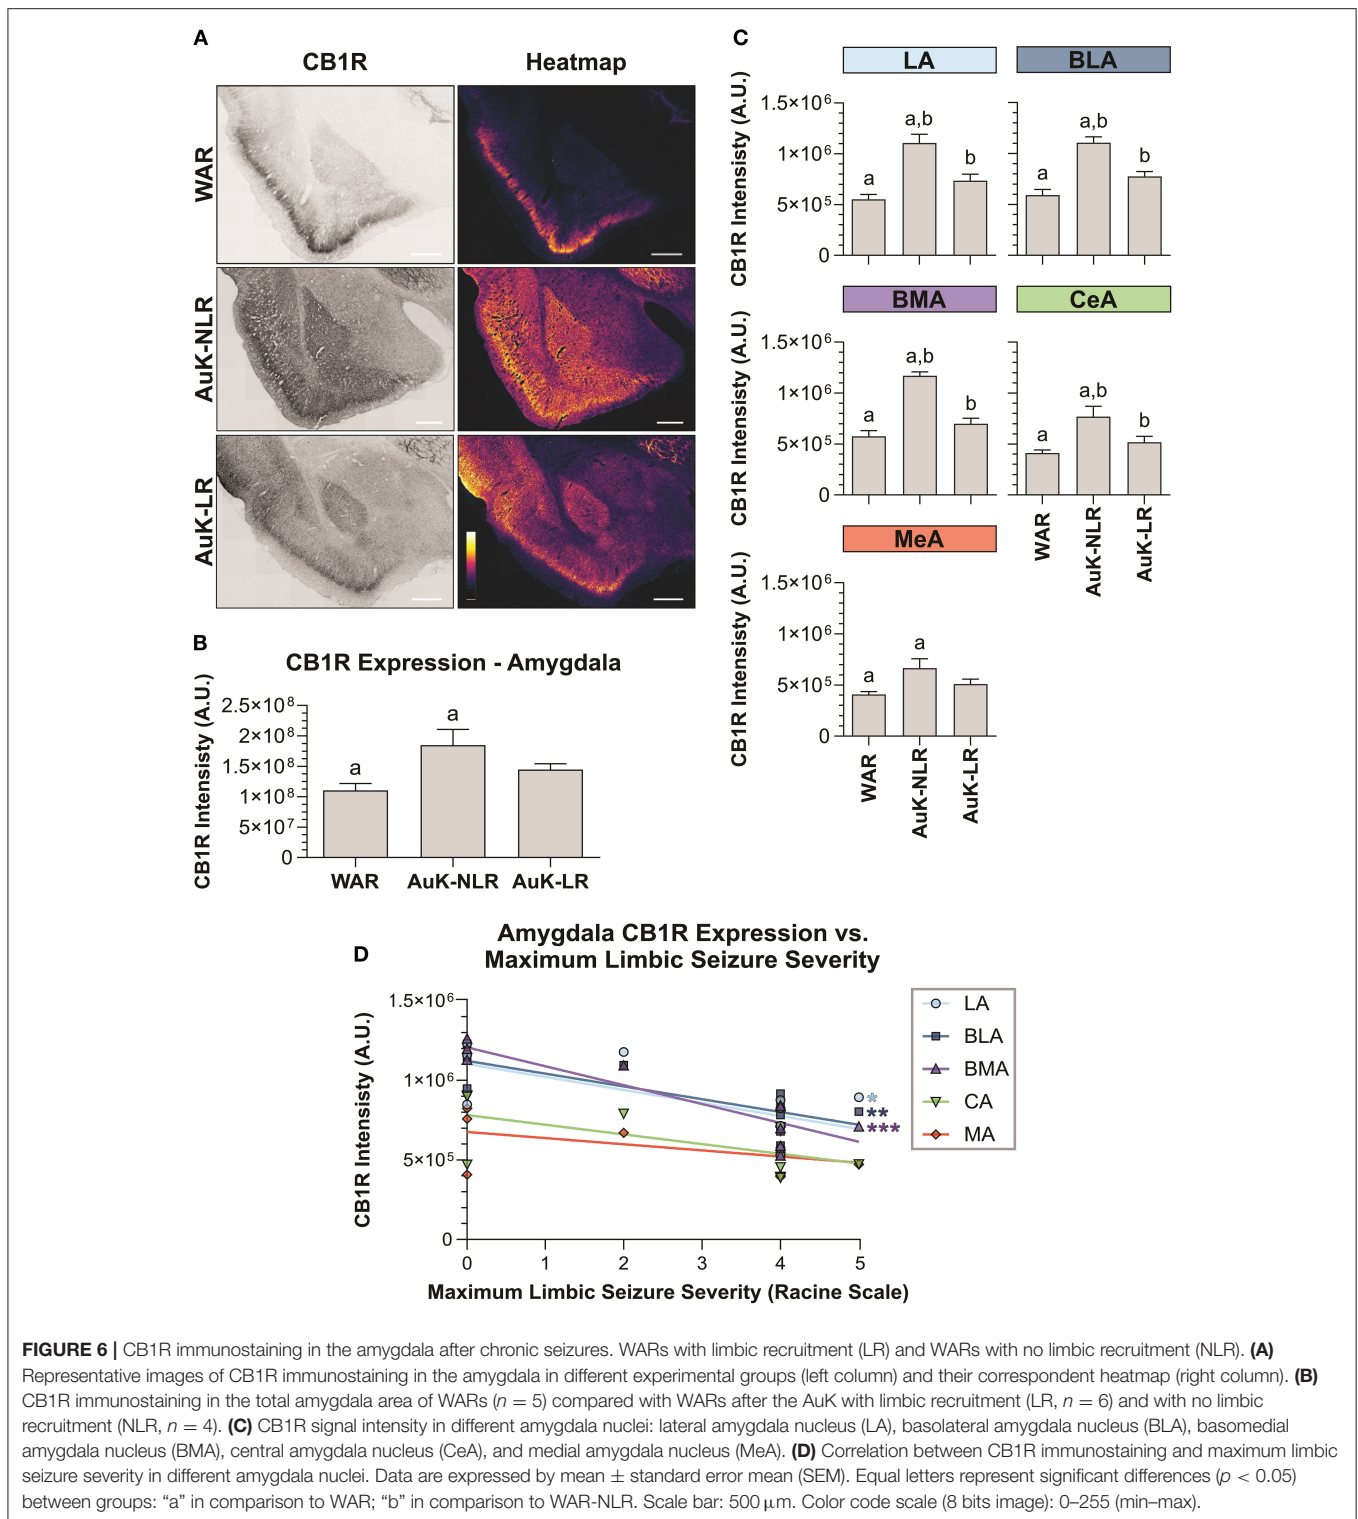 A
CB1R
Heatmap
WAR
AuK-NLR
AuK-LR
B
CB1R Expression - Amygdala
CB1R Intensisty (A.U.)
2.5×10⁸
2×10⁸
1.5×10⁸
1×10⁸
5×10⁷
0
a
a
WAR
AuK-NLR
AuK-LR
C
LA
CB1R Intensisty (A.U.)
1.5×10⁶
1×10⁶
5×10⁵
0
a
a,b
b
BLA
a
a,b
b
BMA
CB1R Intensisty (A.U.)
1.5×10⁶
1×10⁶
5×10⁵
0
a
a,b
b
CeA
a
a,b
b
WAR
AuK-NLR
AuK-LR
MeA
CB1R Intensisty (A.U.)
1.5×10⁶
1×10⁶
5×10⁵
0
a
a
WAR
AuK-NLR
AuK-LR
D
Amygdala CB1R Expression vs.
Maximum Limbic Seizure Severity
CB1R Intensisty (A.U.)
1.5×10⁶
1×10⁶
5×10⁵
0
0 1 2 3 4 5
Maximum Limbic Seizure Severity (Racine Scale)
*
**
***
LA
BLA
BMA
CA
MA
FIGURE 6 | CB1R immunostaining in the amygdala after chronic seizures. WARs with limbic recruitment (LR) and WARs with no limbic recruitment (NLR). (A)
Representative images of CB1R immunostaining in the amygdala in different experimental groups (left column) and their correspondent heatmap (right column). (B)
CB1R immunostaining in the total amygdala area of WARs (n = 5) compared with WARs after the AuK with limbic recruitment (LR, n = 6) and with no limbic
recruitment (NLR, n = 4). (C) CB1R signal intensity in different amygdala nuclei: lateral amygdala nucleus (LA), basolateral amygdala nucleus (BLA), basomedial
amygdala nucleus (BMA), central amygdala nucleus (CeA), and medial amygdala nucleus (MeA). (D) Correlation between CB1R immunostaining and maximum limbic
seizure severity in different amygdala nuclei. Data are expressed by mean ± standard error mean (SEM). Equal letters represent significant differences (p < 0.05)
between groups: “a” in comparison to WAR; “b” in comparison to WAR-NLR. Scale bar: 500 μm. Color code scale (8 bits image): 0–255 (min–max).